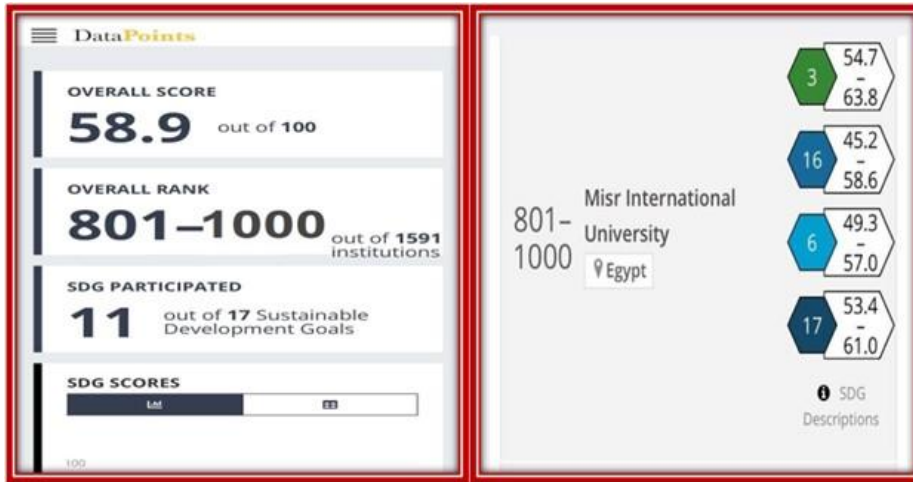 DataPoints
OVERALL SCORE
58.9 out of 100
OVERALL RANK
801–1000 out of 1591
institutions
SDG PARTICIPATED
11 out of 17 Sustainable
Development Goals
SDG SCORES
100
801–
1000
Misr International
University
Egypt
3
54.7
–
63.8
16
45.2
–
58.6
6
49.3
–
57.0
17
53.4
–
61.0
SDG
Descriptions